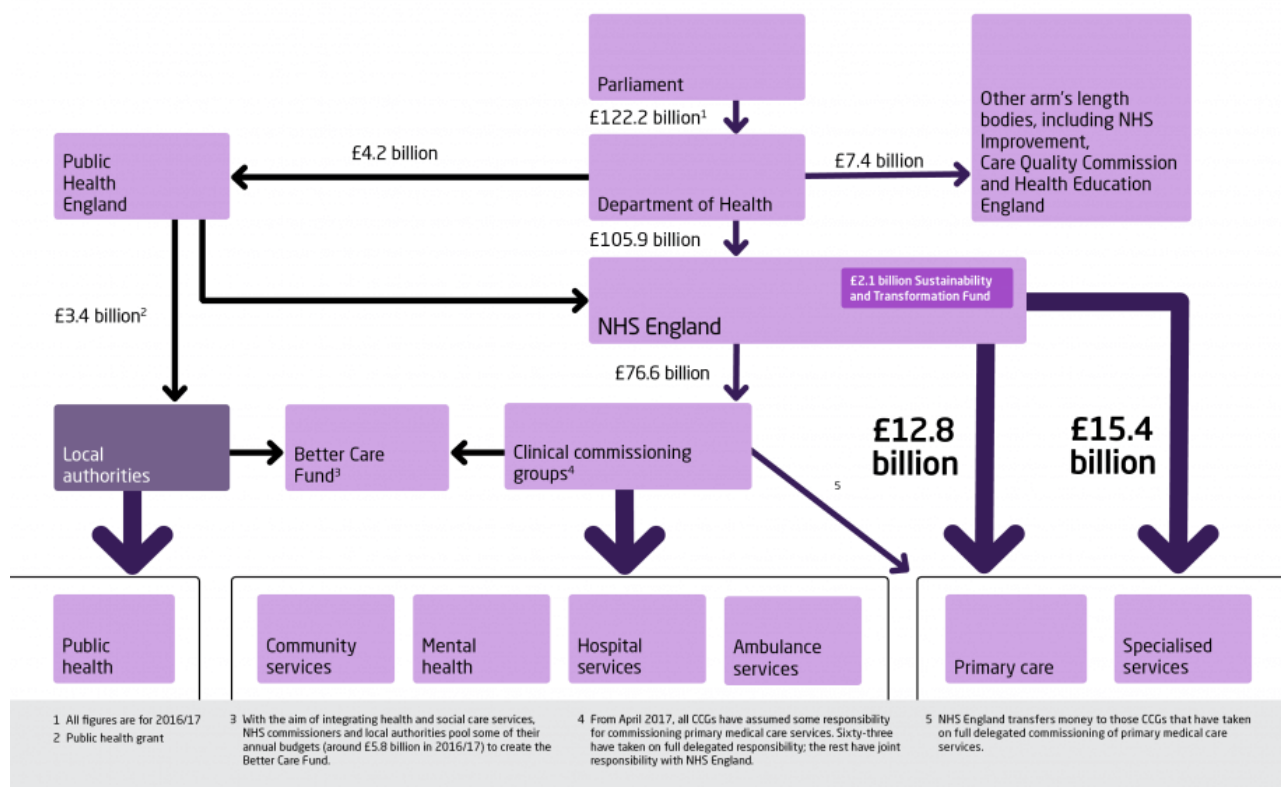 Parliament
£122.2 billion¹
Other arm's length
bodies, including NHS
Improvement,
Care Quality Commission
and Health Education
England
Public
Health
England
£4.2 billion
Department of Health
£7.4 billion
£105.9 billion
£2.1 billion Sustainability
and Transformation Fund
NHS England
£3.4 billion²
£76.6 billion
£12.8
billion
£15.4
billion
Local
authorities
Better Care
Fund³
Clinical commissioning
groups⁴
5
Public
health
Community
services
Mental
health
Hospital
services
Ambulance
services
Primary care
Specialised
services
1 All figures are for 2016/17
2 Public health grant
3 With the aim of integrating health and social care services,
NHS commissioners and local authorities pool some of their
annual budgets (around £5.8 billion in 2016/17) to create the
Better Care Fund.
4 From April 2017, all CCGs have assumed some responsibility
for commissioning primary medical care services. Sixty-three
have taken on full delegated responsibility; the rest have joint
responsibility with NHS England.
5 NHS England transfers money to those CCGs that have taken
on full delegated commissioning of primary medical care
services.